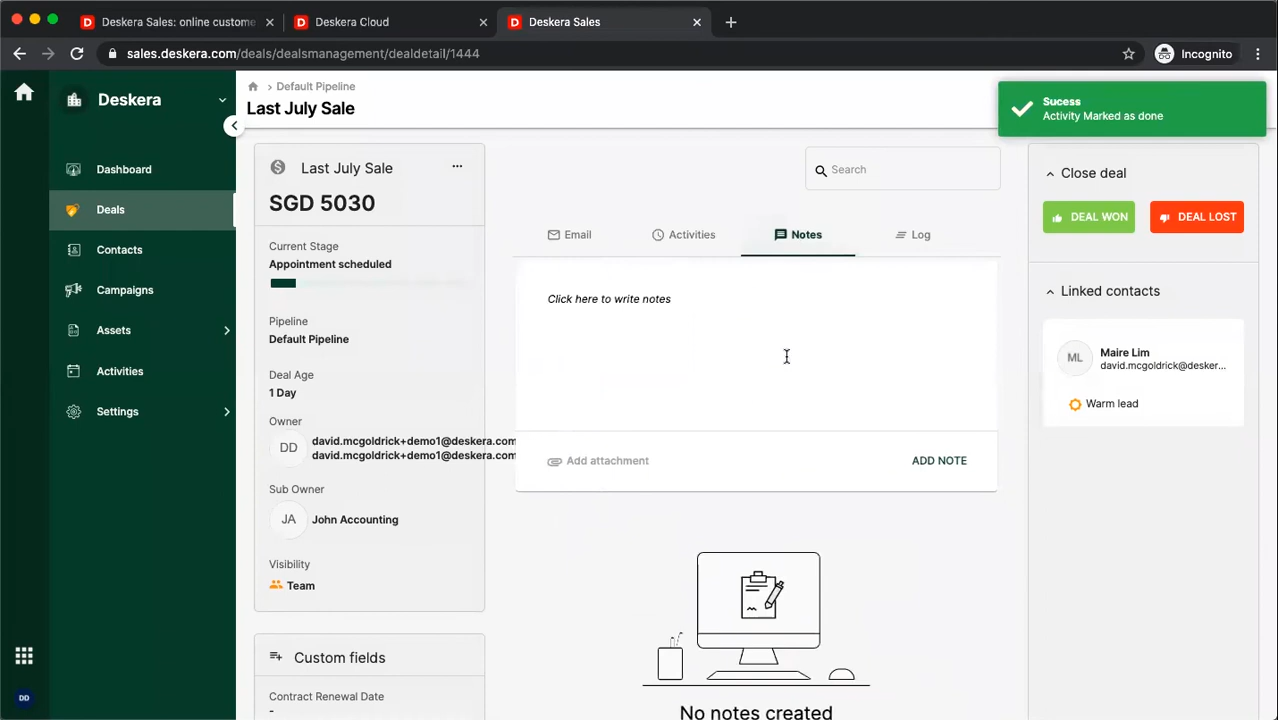 Deskera Sales: online custome
Deskera Cloud
Deskera Sales
sales.deskera.com/deals/dealsmanagement/dealdetail/1444
Incognito
Deskera
Dashboard
Deals
Contacts
Campaigns
Assets
Activities
Settings
DD
Default Pipeline
Last July Sale
Sucess
Activity Marked as done
Last July Sale
SGD 5030
Current Stage
Appointment scheduled
Pipeline
Default Pipeline
Deal Age
1 Day
Owner
DD
david.mcgoldrick+demo1@deskera.com
david.mcgoldrick+demo1@deskera.com
Sub Owner
JA
John Accounting
Visibility
Team
Custom fields
Contract Renewal Date
-
Search
Email
Activities
Notes
Log
Click here to write notes
Add attachment
ADD NOTE
No notes created
Close deal
DEAL WON
DEAL LOST
Linked contacts
ML
Maire Lim
david.mcgoldrick@desker...
Warm lead